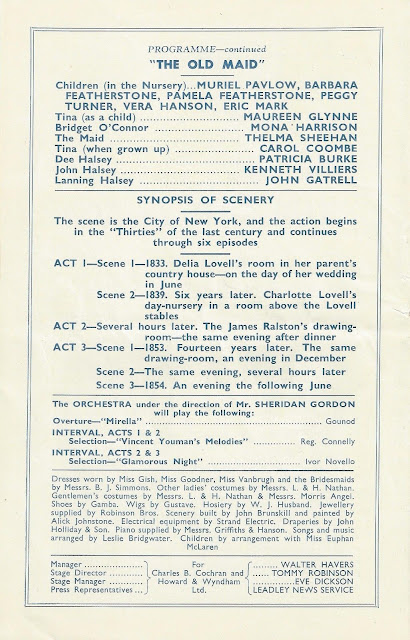 PROGRAMME—continued
"THE OLD MAID"
Children (in the Nursery)...MURIEL PAVLOW, BARBARA
FEATHERSTONE, PAMELA FEATHERSTONE, PEGGY
TURNER, VERA HANSON, ERIC MARK
Tina (as a child) ........................ MAUREEN GLYNNE
Bridget O'Connor ........................ MONA HARRISON
The Maid ........................ THELMA SHEEHAN
Tina (when grown up) .................. CAROL COOMBE
Dee Halsey ........................ PATRICIA BURKE
John Halsey ........................ KENNETH VILLIERS
Lanning Halsey ........................ JOHN GATRELL
SYNOPSIS OF SCENERY
The scene is the City of New York, and the action begins
in the "Thirties" of the last century and continues
through six episodes
ACT 1—Scene 1—1833. Delia Lovell's room in her parent's
country house—on the day of her wedding
in June
Scene 2—1839. Six years later. Charlotte Lovell's
day-nursery in a room above the Lovell
stables
ACT 2—Several hours later. The James Ralston's drawing-
room—the same evening after dinner
ACT 3—Scene 1—1853. Fourteen years later. The same
drawing-room, an evening in December
Scene 2—The same evening, several hours later
Scene 3—1854. An evening the following June
The ORCHESTRA under the direction of Mr. SHERIDAN GORDON
will play the following:
Overture—"Mirella" ........................ Gounod
INTERVAL, ACTS 1 & 2
Selection—"Vincent Youman's Melodies" ............ Reg. Connelly
INTERVAL, ACTS 2 & 3
Selection—"Glamorous Night" ........................ Ivor Novello
Dresses worn by Miss Gish, Miss Goodner, Miss Vanbrugh and the Bridesmaids
by Messrs. B. J. Simmons. Other ladies' costumes by Messrs. L. & H. Nathan.
Gentlemen's costumes by Messrs. L. & H. Nathan & Messrs. Morris Angel.
Shoes by Gamba. Wigs by Gustave. Hosiery by W. J. Husband. Jewellery
supplied by Robinson Bros. Scenery built by John Brunskill and painted by
Alick Johnstone. Electrical equipment by Strand Electric. Draperies by John
Holliday & Son. Piano supplied by Messrs. Griffiths & Hanson. Songs and music
arranged by Leslie Bridgwater. Children by arrangement with Miss Euphan
McLaren
Manager ............ For ...... WALTER HAVERS
Stage Director ............ Charles B. Cochran and ...... TOMMY ROBINSON
Stage Manager ............ Howard & Wyndham ............ EVE DICKSON
Press Representatives ... Ltd. LEADLEY NEWS SERVICE